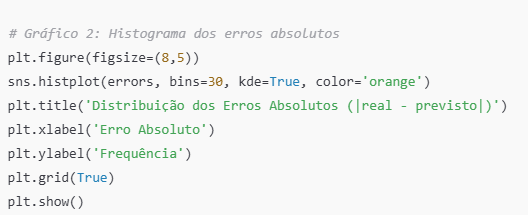 # Gráfico 2: Histograma dos erros absolutos
plt.figure(figsize=(8,5))
sns.histplot(errors, bins=30, kde=True, color='orange')
plt.title('Distribuição dos Erros Absolutos (|real - previsto|)')
plt.xlabel('Erro Absoluto')
plt.ylabel('Frequência')
plt.grid(True)
plt.show()